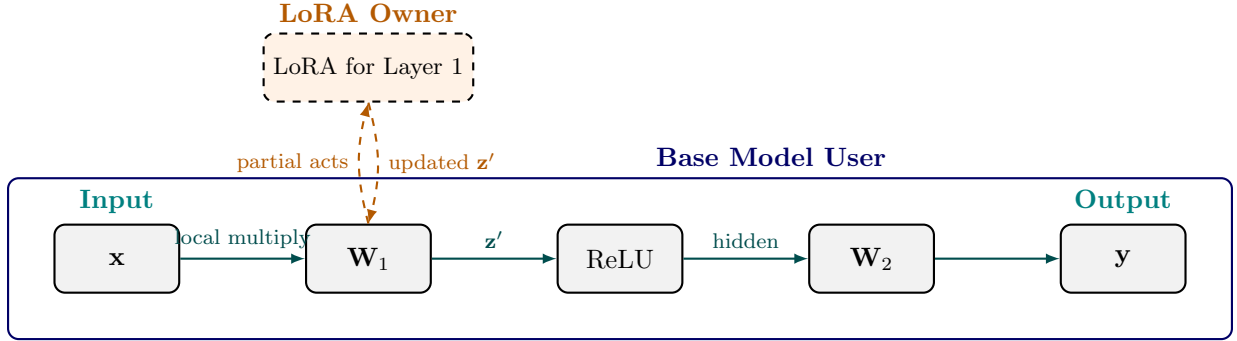 LoRA Owner
LoRA for Layer 1
partial acts
updated z′
Base Model User
Input
Output
x
local multiply
W₁
z′
ReLU
hidden
W₂
y